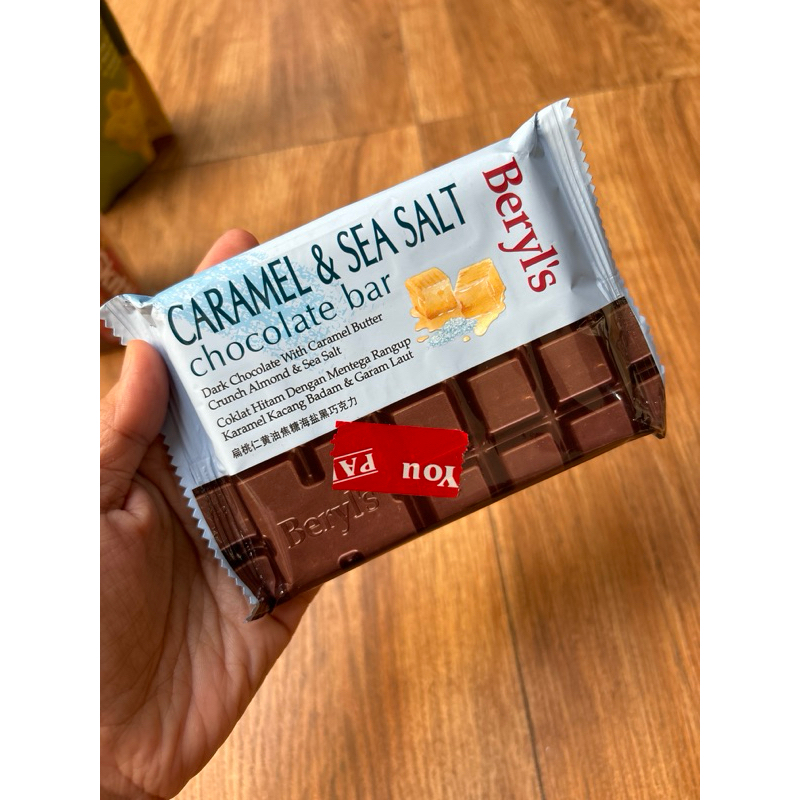 Beryl's
CARAMEL & SEA SALT
chocolate bar
Dark Chocolate With Caramel Butter
Crunch Almond & Sea Salt
Coklat Hitam Dengan Mentega Rangup
Karamel Kacang Badam & Garam Laut
扁桃仁黄油焦糖海盐黑巧克力
You
Beryl's